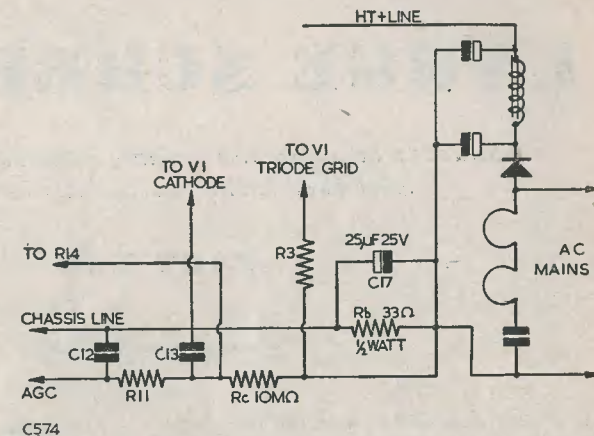 HT+LINE
TO V1
CATHODE
TO V1
TRIODE GRID
TO R14
R3
25µF 25V
C17
AC
MAINS
CHASSIS LINE
Rb 33Ω
½ WATT
C12
C13
AGC
R11
Rc 10MΩ
C574